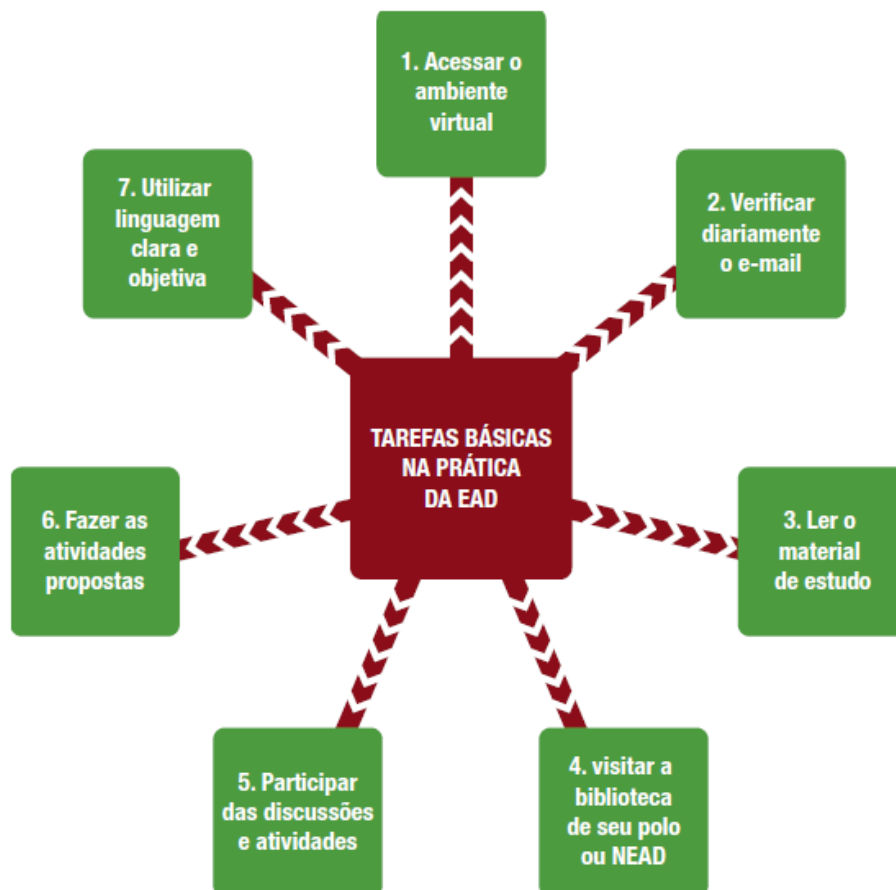 1. Acessar o
ambiente
virtual
2. Verificar
diariamente
o e-mail
3. Ler o
material
de estudo
4. visitar a
biblioteca
de seu polo
ou NEAD
5. Participar
das discussões
e atividades
6. Fazer as
atividades
propostas
7. Utilizar
linguagem
clara e
objetiva
TAREFAS BÁSICAS
NA PRÁTICA
DA EAD